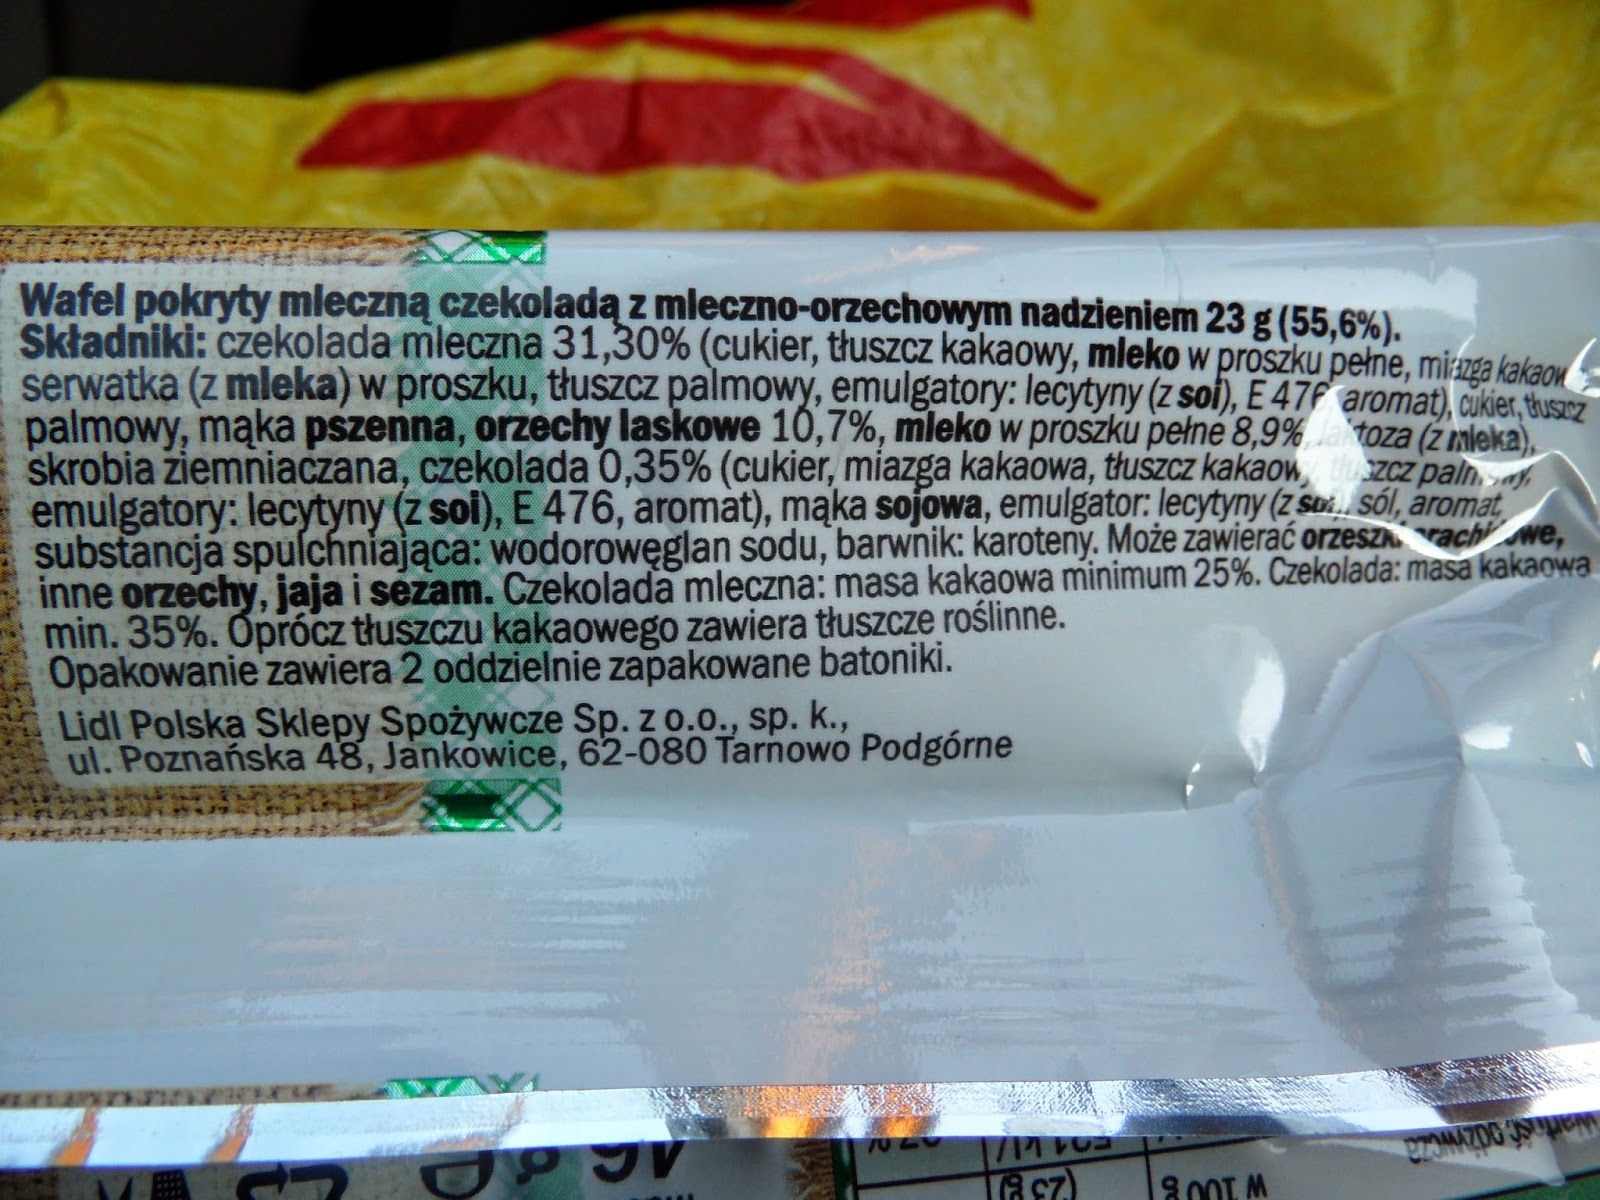 Wafel pokryty mleczną czekoladą z mleczno-orzechowym nadzieniem 23 g (55,6%).
Składniki: czekolada mleczna 31,30% (cukier, tłuszcz kakaowy, mleko w proszku pełne, miazga kakaow
serwatka (z mleka) w proszku, tłuszcz palmowy, emulgatory: lecytyny (z soi), E 476, aromat), cukier, tłuszcz
palmowy, mąka pszenna, orzechy laskowe 10,7%, mleko w proszku pełne 8,9%, laktoza (z mleka),
skrobia ziemniaczana, czekolada 0,35% (cukier, miazga kakaowa, tłuszcz kakaowy, tłuszcz palmowy,
emulgatory: lecytyny (z soi), E 476, aromat), mąka sojowa, emulgator: lecytyny (z soi), sól, aromat,
substancja spulchniająca: wodorowęglan sodu, barwnik: karoteny. Może zawierać orzeszki arachidowe,
inne orzechy, jaja i sezam. Czekolada mleczna: masa kakaowa minimum 25%. Czekolada: masa kakaowa
min. 35%. Oprócz tłuszczu kakaowego zawiera tłuszcze roślinne.
Opakowanie zawiera 2 oddzielnie zapakowane batoniki.
Lidl Polska Sklepy Spożywcze Sp. z o.o., sp. k.,
ul. Poznańska 48, Jankowice, 62-080 Tarnowo Podgórne
46 g
(23 g)
W 100 g